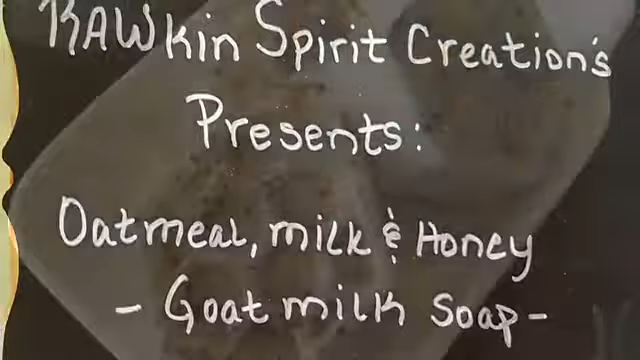 RAWkin Spirit Creation's
Presents:
Oatmeal, milk & Honey
- Goat milk Soap -